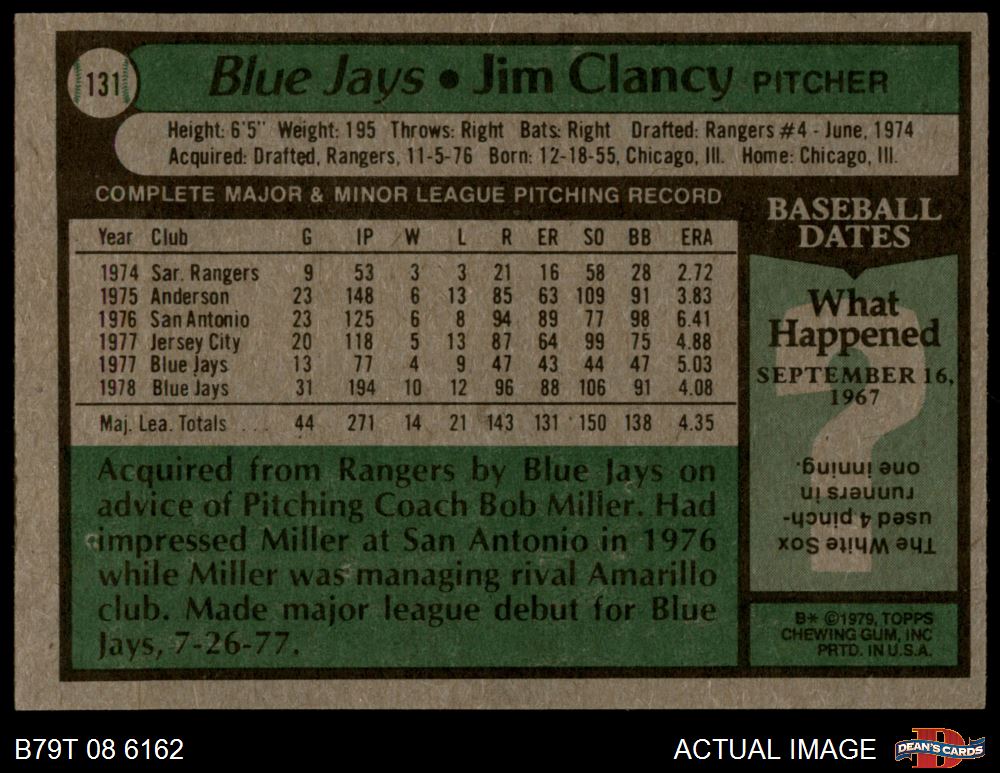 131 Blue Jays • Jim Clancy PITCHER
Height: 6'5" Weight: 195 Throws: Right Bats: Right Drafted: Rangers #4 - June, 1974
Acquired: Drafted, Rangers, 11-5-76 Born: 12-18-55, Chicago, Ill. Home: Chicago, Ill.
COMPLETE MAJOR & MINOR LEAGUE PITCHING RECORD
Year Club G IP W L R ER SO BB ERA
1974 Sar. Rangers 9 53 3 3 21 16 58 28 2.72
1975 Anderson 23 148 6 13 85 63 109 91 3.83
1976 San Antonio 23 125 6 8 94 89 77 98 6.41
1977 Jersey City 20 118 5 13 87 64 99 75 4.88
1977 Blue Jays 13 77 4 9 47 43 44 47 5.03
1978 Blue Jays 31 194 10 12 96 88 106 91 4.08
Maj. Lea. Totals ... 44 271 14 21 143 131 150 138 4.35
Acquired from Rangers by Blue Jays on
advice of Pitching Coach Bob Miller. Had
impressed Miller at San Antonio in 1976
while Miller was managing rival Amarillo
club. Made major league debut for Blue
Jays, 7-26-77.
BASEBALL
DATES
What
Happened
SEPTEMBER 16,
1967
?
The White Sox
used 4 pinch-
runners in
one inning.
B* ©1979, TOPPS
CHEWING GUM, INC
PRTD. IN U.S.A.
B79T 08 6162
ACTUAL IMAGE
D
DEAN'S CARDS